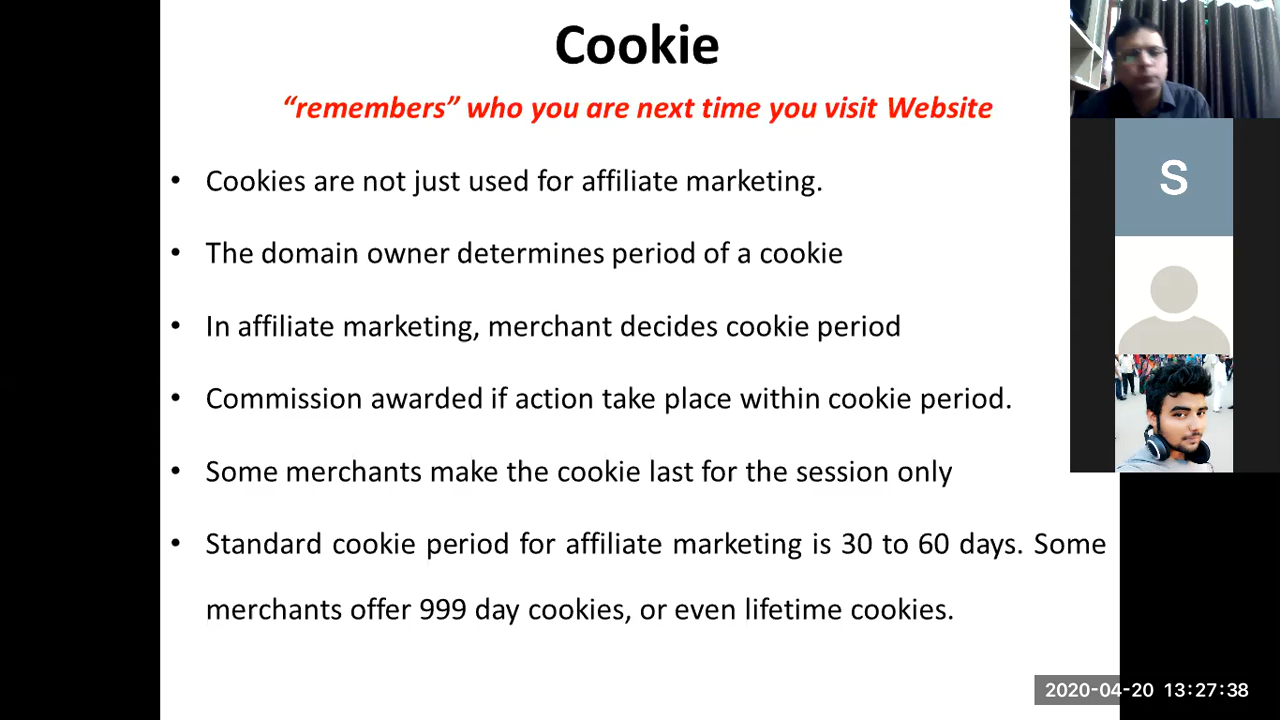 Cookie
“remembers” who you are next time you visit Website
• Cookies are not just used for affiliate marketing.
• The domain owner determines period of a cookie
• In affiliate marketing, merchant decides cookie period
• Commission awarded if action take place within cookie period.
• Some merchants make the cookie last for the session only
• Standard cookie period for affiliate marketing is 30 to 60 days. Some
merchants offer 999 day cookies, or even lifetime cookies.
S
2020-04-20 13:27:38